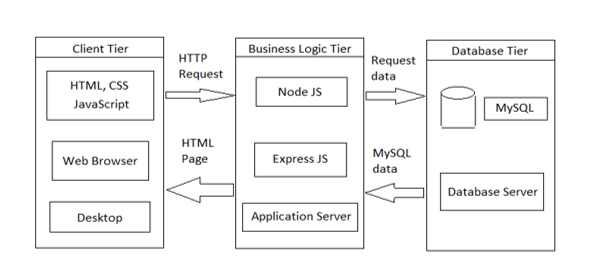 Client Tier
HTML, CSS
JavaScript
Web Browser
Desktop
HTTP
Request
HTML
Page
Business Logic Tier
Node JS
Express JS
Application Server
Request
data
MySQL
data
Database Tier
MySQL
Database Server